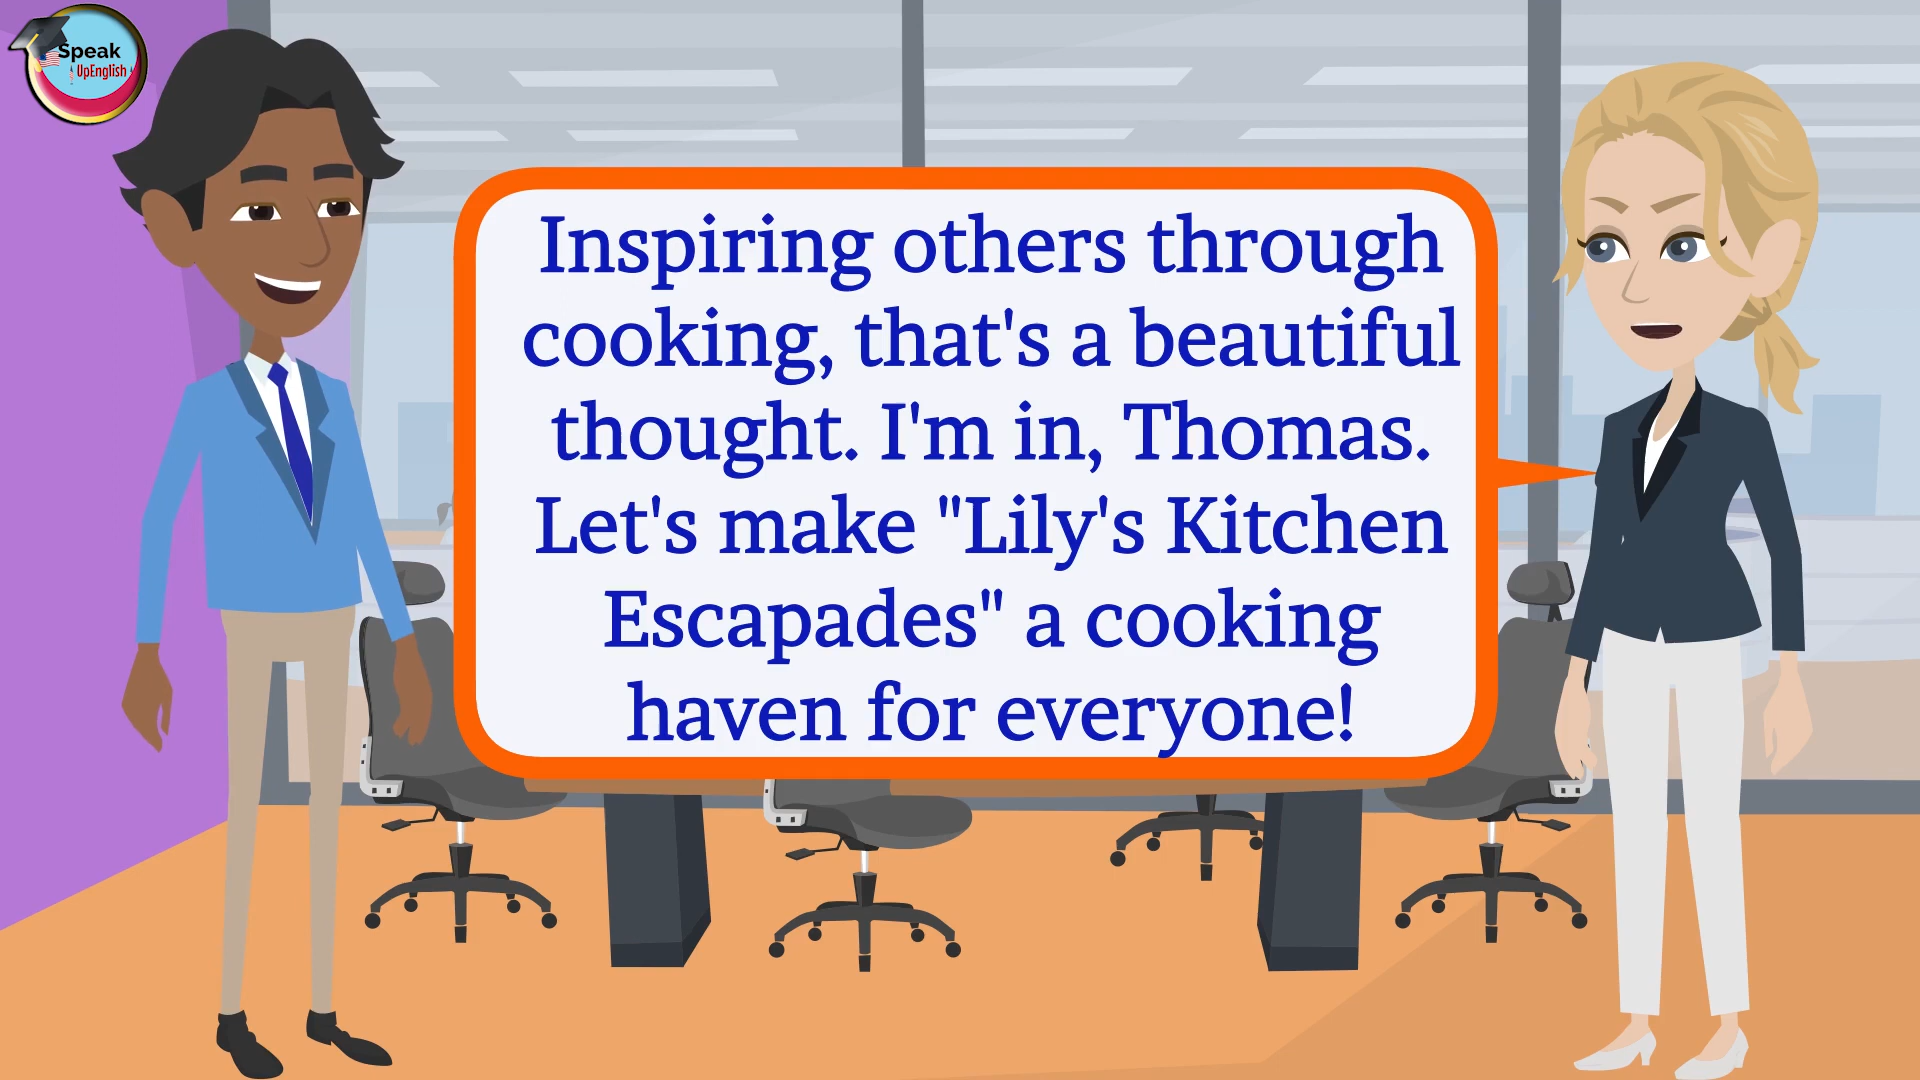 Speak
UpEnglish
Inspiring others through
cooking, that's a beautiful
thought. I'm in, Thomas.
Let's make "Lily's Kitchen
Escapades" a cooking
haven for everyone!